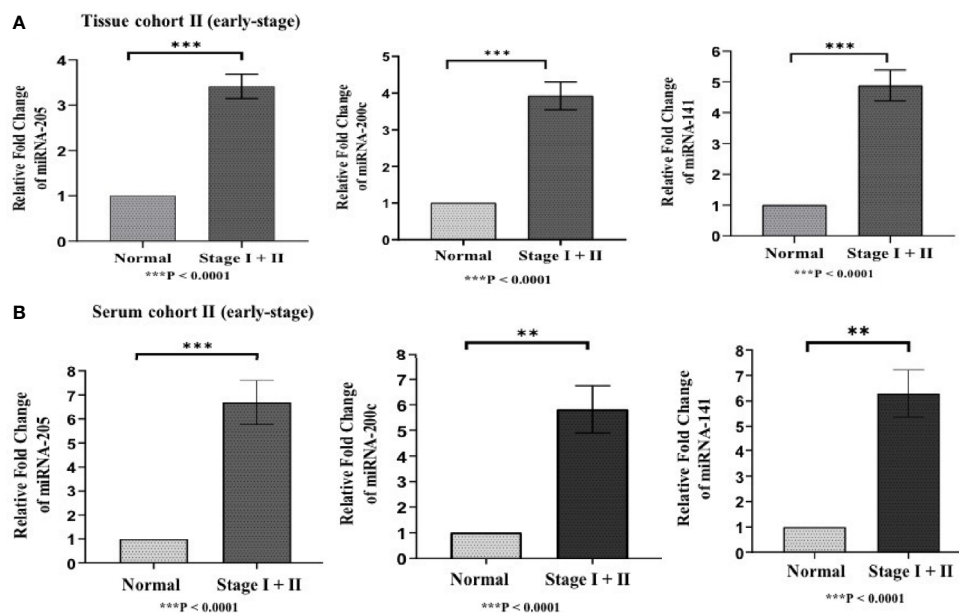 A
Tissue cohort II (early-stage)
***
Relative Fold Change
of miRNA-205
4
3
2
1
0
Normal
Stage I + II
***P < 0.0001
***
Relative Fold Change
of miRNA-200c
5
4
3
2
1
0
Normal
Stage I + II
***P < 0.0001
***
Relative Fold Change
of miRNA-141
6
5
4
3
2
1
0
Normal
Stage I + II
***P < 0.0001
B
Serum cohort II (early-stage)
***
Relative Fold Change
of miRNA-205
8
7
6
5
4
3
2
1
0
Normal
Stage I + II
***P < 0.0001
**
Relative Fold Change
of miRNA-200c
8
7
6
5
4
3
2
1
0
Normal
Stage I + II
***P < 0.0001
**
Relative Fold Change
of miRNA-141
8
7
6
5
4
3
2
1
0
Normal
Stage I + II
***P < 0.0001